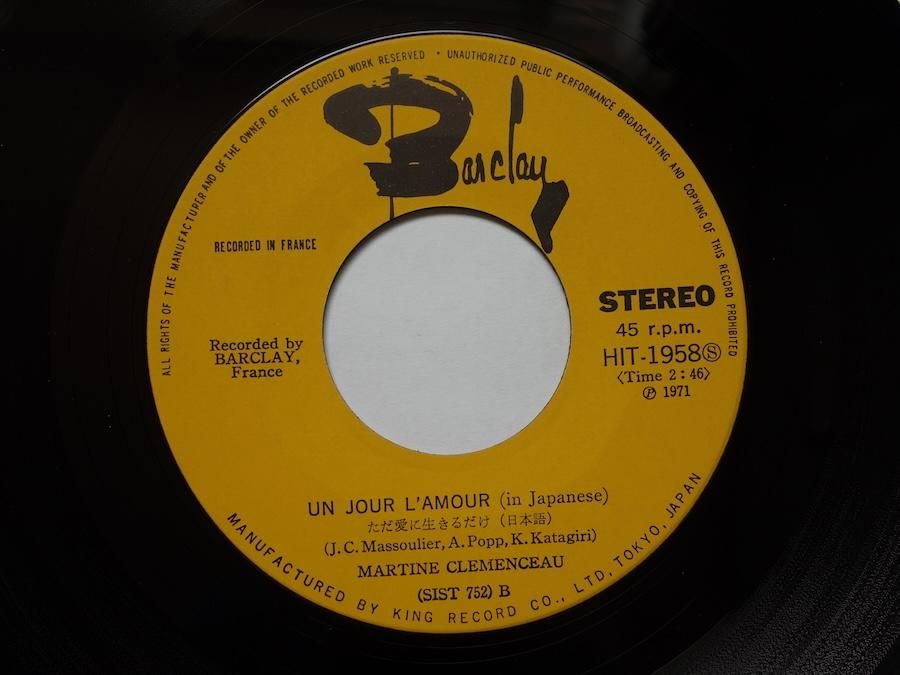 ALL RIGHTS OF THE MANUFACTURER AND OF THE OWNER OF THE RECORDED WORK RESERVED * UNAUTHORIZED PUBLIC PERFORMANCE BROADCASTING AND COPYING OF THIS RECORD PROHIBITED
Barclay
RECORDED IN FRANCE
Recorded by
BARCLAY,
France
STEREO
45 r.p.m.
HIT-1958Ⓢ
〈Time 2:46〉
℗ 1971
UN JOUR L'AMOUR (in Japanese)
ただ愛に生きるだけ (日本語)
(J.C. Massoulier, A. Popp, K. Katagiri)
MARTINE CLEMENCEAU
(SIST 752) B
MANUFACTURED BY KING RECORD CO., LTD, TOKYO, JAPAN